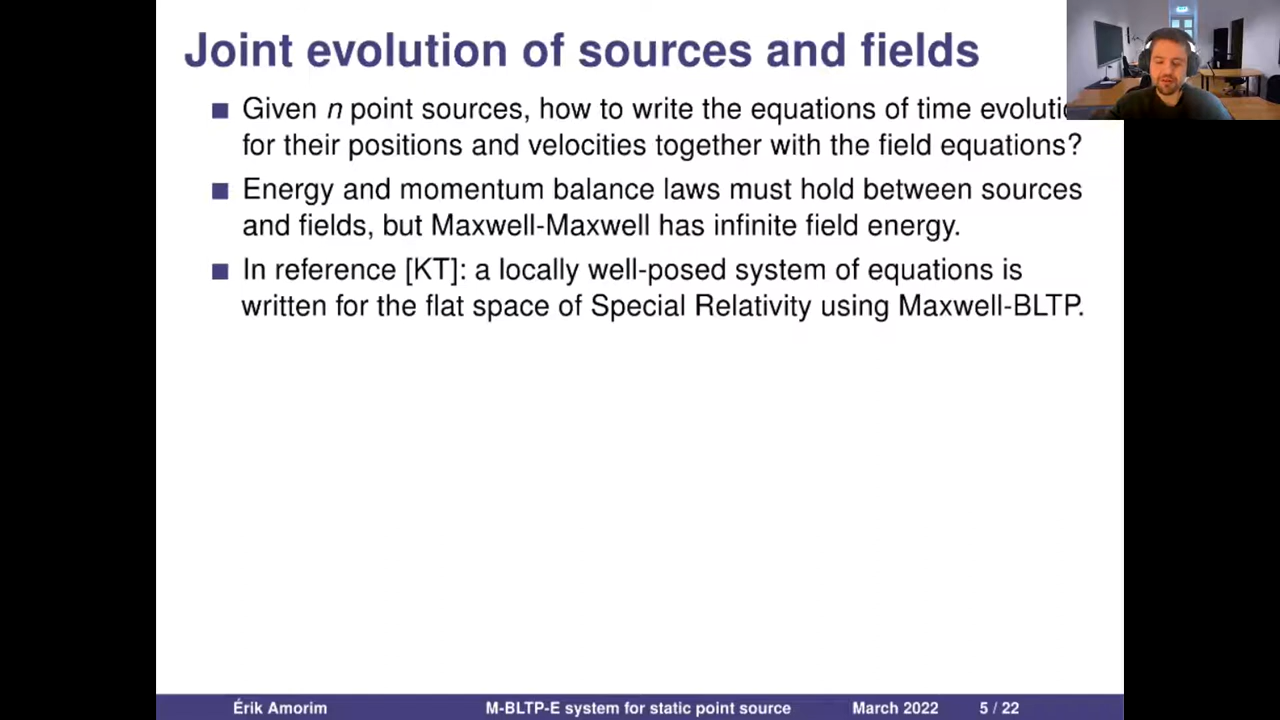 Joint evolution of sources and fields
Given n point sources, how to write the equations of time
for their positions and velocities together with the field equations?
Energy and momentum balance laws must hold between sources
and fields, but Maxwell-Maxwell has infinite field energy.
In reference [KT]: a locally well-posed system of equations is
written for the flat space of Special Relativity using Maxwell-BLTP.
Érik Amorim M-BLTP-E system for static point source March 2022 5 / 22